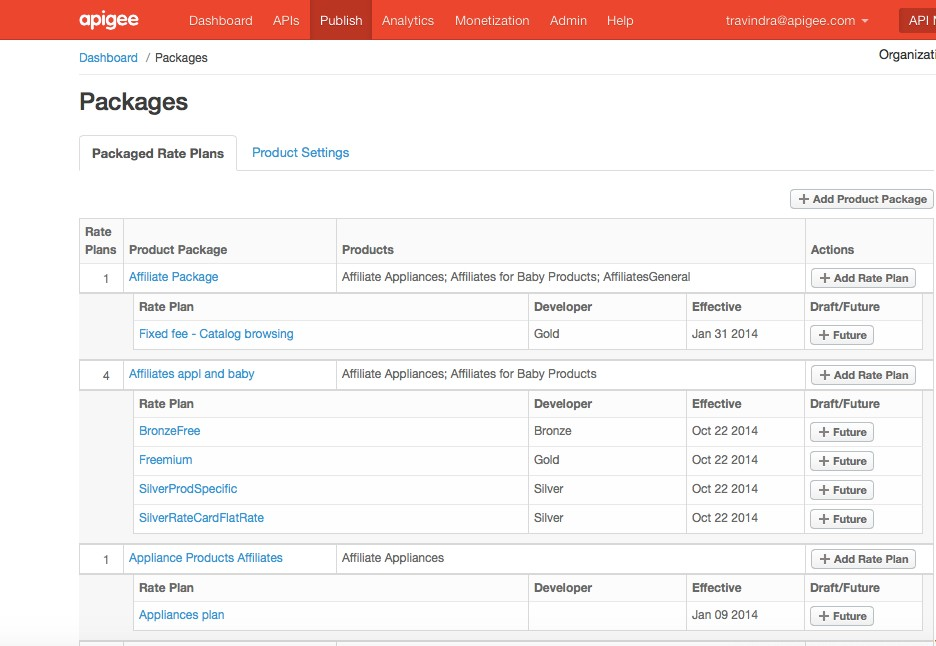 apigee Dashboard APIs Publish Analytics Monetization Admin Help travindra@apigee.com API
Dashboard / Packages Organizati
Packages
Packaged Rate Plans Product Settings
+ Add Product Package
Rate Plans Product Package Products Actions
1 Affiliate Package Affiliate Appliances; Affiliates for Baby Products; AffiliatesGeneral + Add Rate Plan
Rate Plan Developer Effective Draft/Future
Fixed fee - Catalog browsing Gold Jan 31 2014 + Future
4 Affiliates appl and baby Affiliate Appliances; Affiliates for Baby Products + Add Rate Plan
Rate Plan Developer Effective Draft/Future
BronzeFree Bronze Oct 22 2014 + Future
Freemium Gold Oct 22 2014 + Future
SilverProdSpecific Silver Oct 22 2014 + Future
SilverRateCardFlatRate Silver Oct 22 2014 + Future
1 Appliance Products Affiliates Affiliate Appliances + Add Rate Plan
Rate Plan Developer Effective Draft/Future
Appliances plan Jan 09 2014 + Future